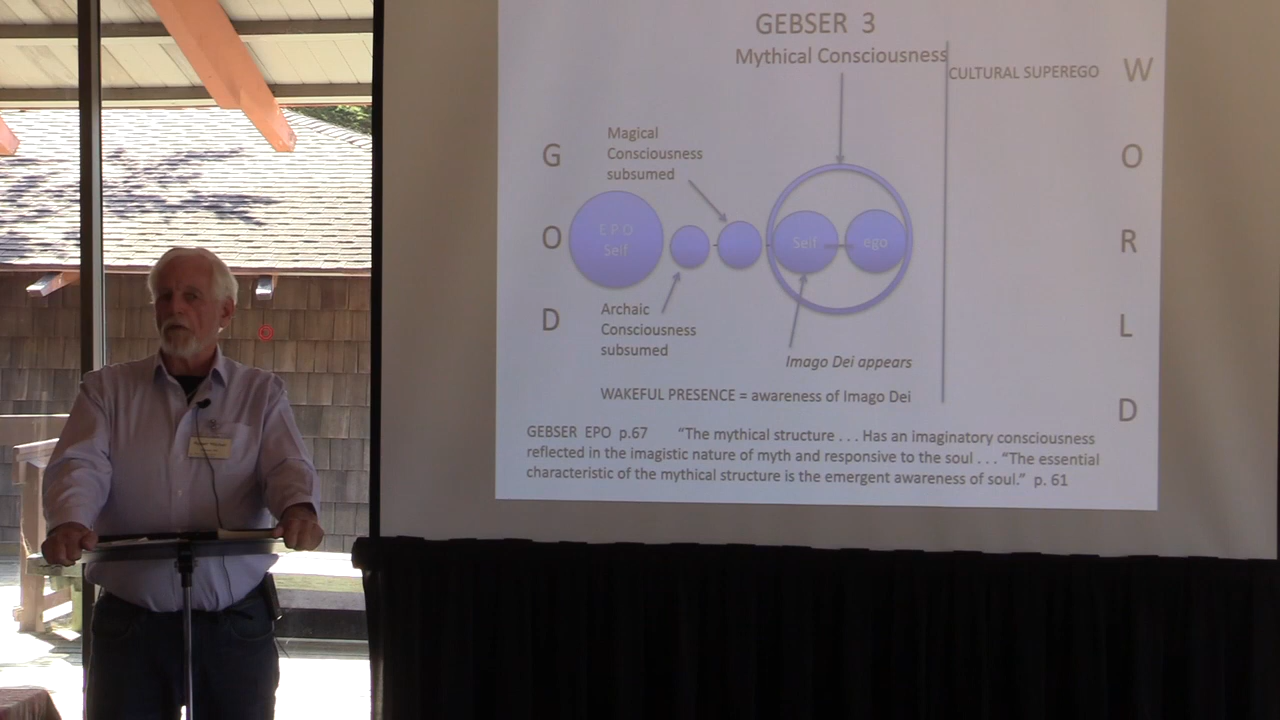 GEBSER 3
Mythical Consciousness
CULTURAL SUPEREGO
W
O
R
L
D
G
O
D
Magical
Consciousness
subsumed
E P O
Self
Self
ego
Archaic
Consciousness
subsumed
Imago Dei appears
WAKEFUL PRESENCE = awareness of Imago Dei
GEBSER EPO p.67 “The mythical structure . . . Has an imaginatory consciousness
reflected in the imagistic nature of myth and responsive to the soul . . . “The essential
characteristic of the mythical structure is the emergent awareness of soul.” p. 61